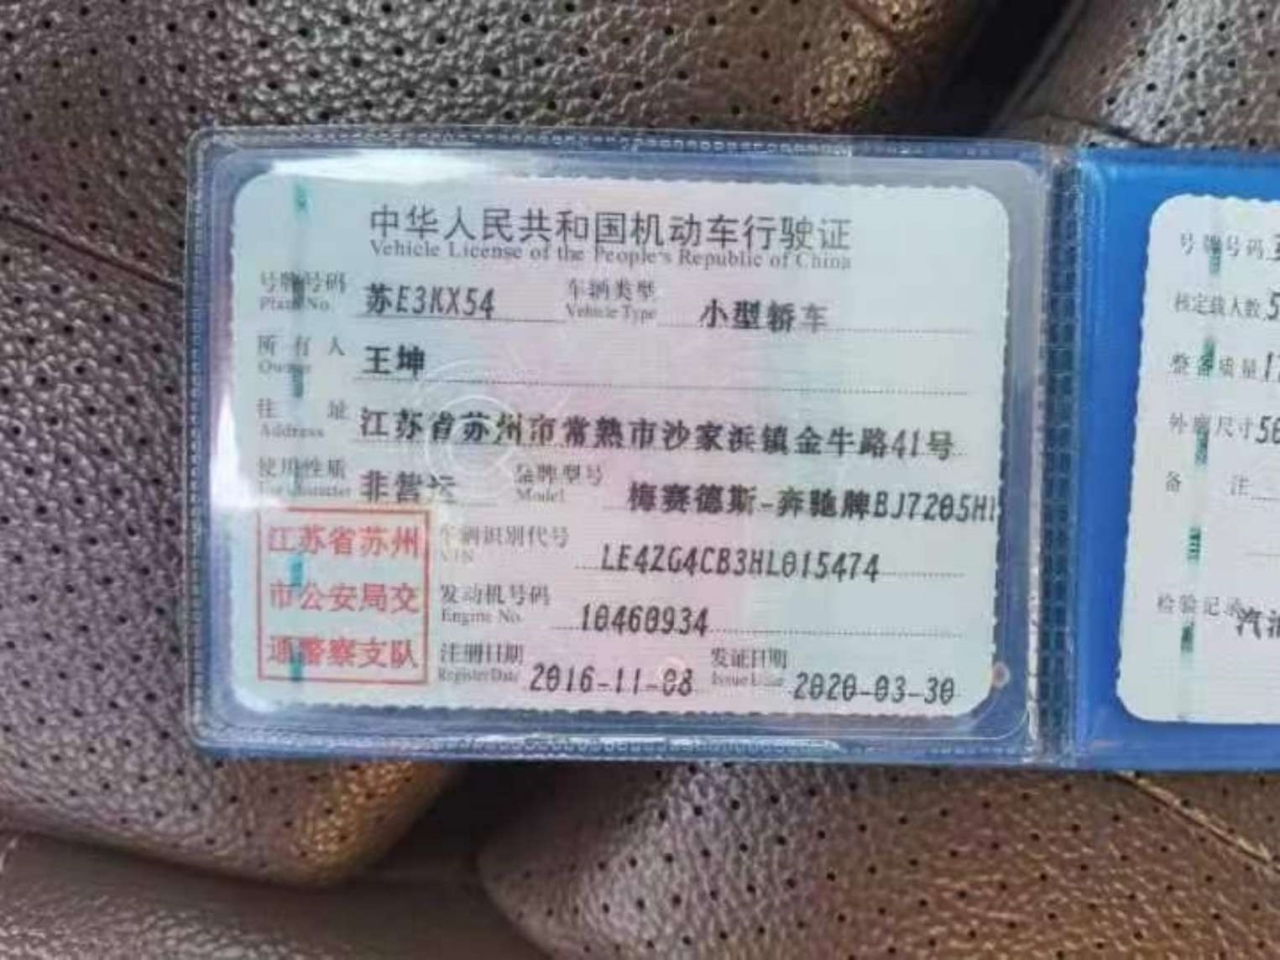 中华人民共和国机动车行驶证
Vehicle License of the People's Republic of China
号牌号码 苏E3KX54 车辆类型 小型轿车
Plate No. Vehicle Type
所有人 王坤
Owner
住址 江苏省苏州市常熟市沙家浜镇金牛路41号
Address
使用性质 非营运 品牌型号 梅赛德斯-奔驰牌BJ7205H
Use Character Model
江苏省苏州
市公安局交
通警察支队
车辆识别代号 LE4ZG4CB3HL015474
VIN
发动机号码 10460934
Engine No.
注册日期 2016-11-08 发证日期 2020-03-30
Register Date Issue Date
号牌号码
核定载人数 5
整备质量 1
外廓尺寸 50
备注
检验记录